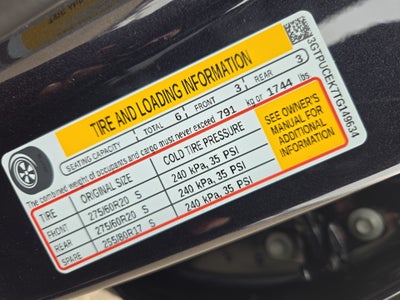 TIRE AND LOADING INFORMATION
SEATING CAPACITY TOTAL 6 FRONT 3 REAR 3
The combined weight of occupants and cargo must never exceed 791 kg or 1744 lbs
TIRE ORIGINAL SIZE COLD TIRE PRESSURE
FRONT 275/60R20 S 240 kPa, 35 PSI
REAR 275/60R20 S 240 kPa, 35 PSI
SPARE 255/80R17 S 240 kPa, 35 PSI
SEE OWNER'S
MANUAL FOR
ADDITIONAL
INFORMATION
3GTPUCEK7TG149634